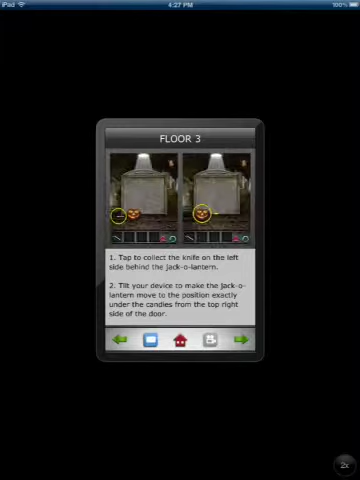 iPad
4:27 PM
100%
FLOOR 3
1. Tap to collect the knife on the left
side behind the jack-o-lantern.
2. Tilt your device to make the jack-o-
lantern move to the position exactly
under the candies from the top right
side of the door.
2x